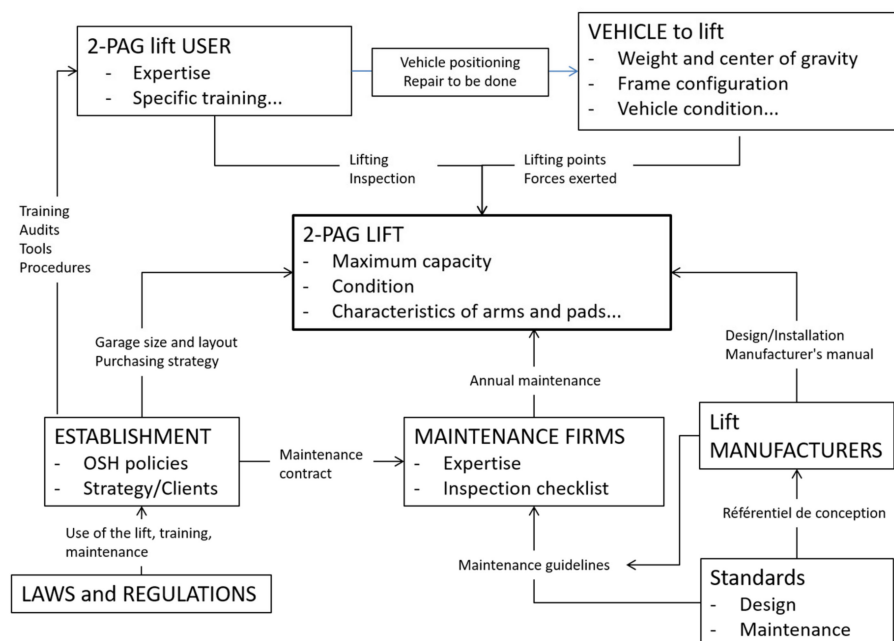 2-PAG lift USER
- Expertise
- Specific training...
Vehicle positioning
Repair to be done
VEHICLE to lift
- Weight and center of gravity
- Frame configuration
- Vehicle condition...
Lifting
Inspection
Lifting points
Forces exerted
Training
Audits
Tools
Procedures
2-PAG LIFT
- Maximum capacity
- Condition
- Characteristics of arms and pads...
Garage size and layout
Purchasing strategy
Annual maintenance
Design/Installation
Manufacturer's manual
ESTABLISHMENT
- OSH policies
- Strategy/Clients
Maintenance
contract
MAINTENANCE FIRMS
- Expertise
- Inspection checklist
Lift
MANUFACTURERS
Use of the lift, training,
maintenance
Référentiel de conception
Maintenance guidelines
LAWS and REGULATIONS
Standards
- Design
- Maintenance